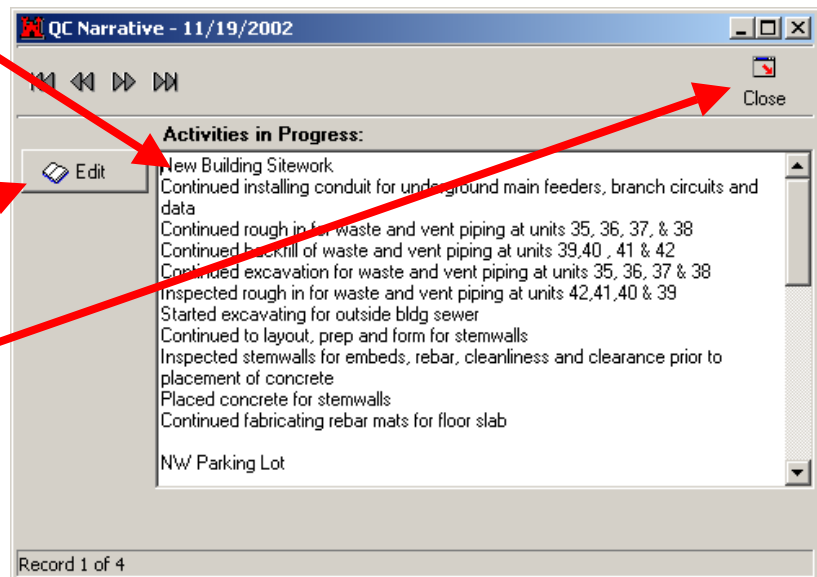 QC Narrative - 11/19/2002
Close
Activities in Progress:
Edit
New Building Sitework
Continued installing conduit for underground main feeders, branch circuits and
data
Continued rough in for waste and vent piping at units 35, 36, 37, & 38
Continued backfill of waste and vent piping at units 39,40 , 41 & 42
Continued excavation for waste and vent piping at units 35, 36, 37 & 38
Inspected rough in for waste and vent piping at units 42,41,40 & 39
Started excavating for outside bldg sewer
Continued to layout, prep and form for stemwalls
Inspected stemwalls for embeds, rebar, cleanliness and clearance prior to
placement of concrete
Placed concrete for stemwalls
Continued fabricating rebar mats for floor slab
NW Parking Lot
Record 1 of 4